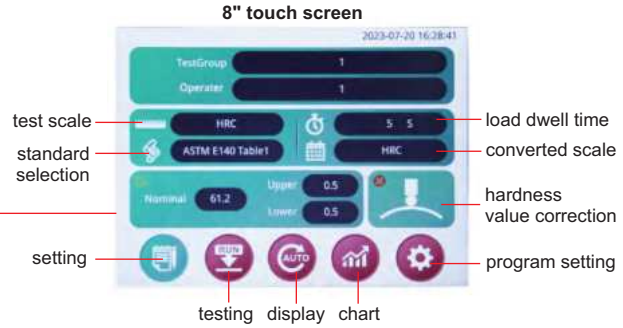 8" touch screen
2023-07-20 16:28:41
TestGroup 1
Operater 1
test scale
HRC
5 S
load dwell time
standard
selection
ASTM E140 Table1
HRC
converted scale
Nominal 61.2
Upper 0.5
Lower 0.5
hardness
value correction
setting
RUN
AUTO
program setting
testing
display
chart